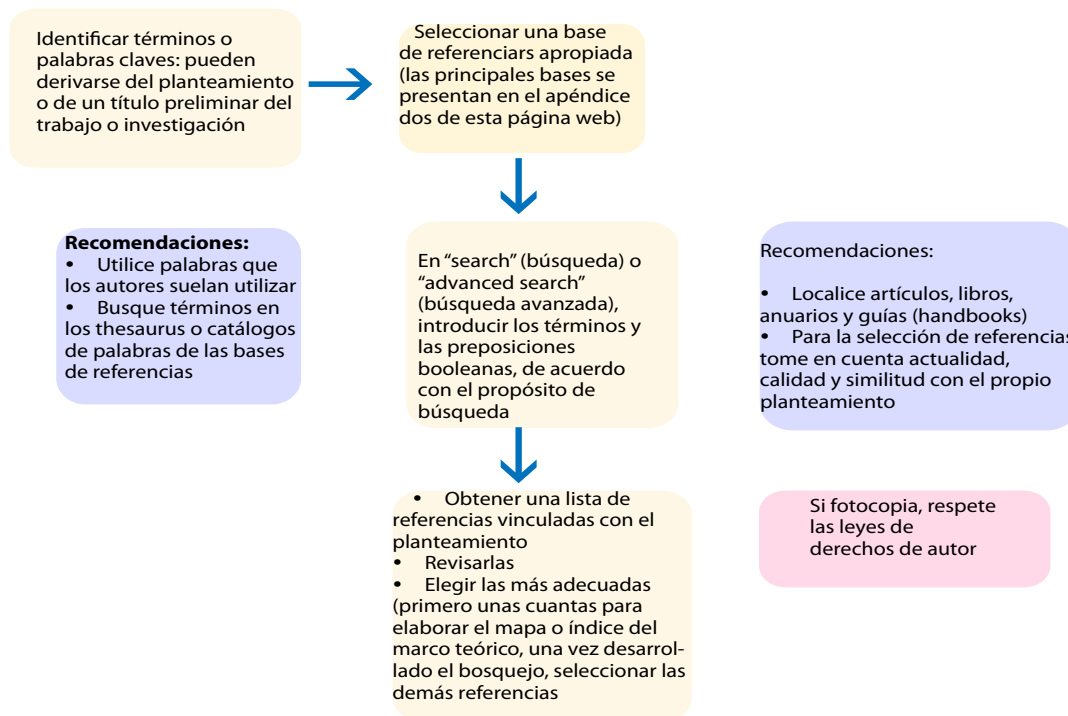 Identificar términos o
palabras claves: pueden
derivarse del planteamiento
o de un título preliminar del
trabajo o investigación
Seleccionar una base
de referenciars apropiada
(las principales bases se
presentan en el apéndice
dos de esta página web)
Recomendaciones:
• Utilice palabras que
los autores suelan utilizar
• Busque términos en
los thesaurus o catálogos
de palabras de las bases
de referencias
En “search” (búsqueda) o
“advanced search”
(búsqueda avanzada),
introducir los términos y
las preposiciones
booleanas, de acuerdo
con el propósito de
búsqueda
Recomendaciones:
• Localice artículos, libros,
anuarios y guías (handbooks)
• Para la selección de referencias
tome en cuenta actualidad,
calidad y similitud con el propio
planteamiento
• Obtener una lista de
referencias vinculadas con el
planteamiento
• Revisarlas
• Elegir las más adecuadas
(primero unas cuantas para
elaborar el mapa o índice del
marco teórico, una vez desarrol-
lado el bosquejo, seleccionar las
demás referencias
Si fotocopia, respete
las leyes de
derechos de autor